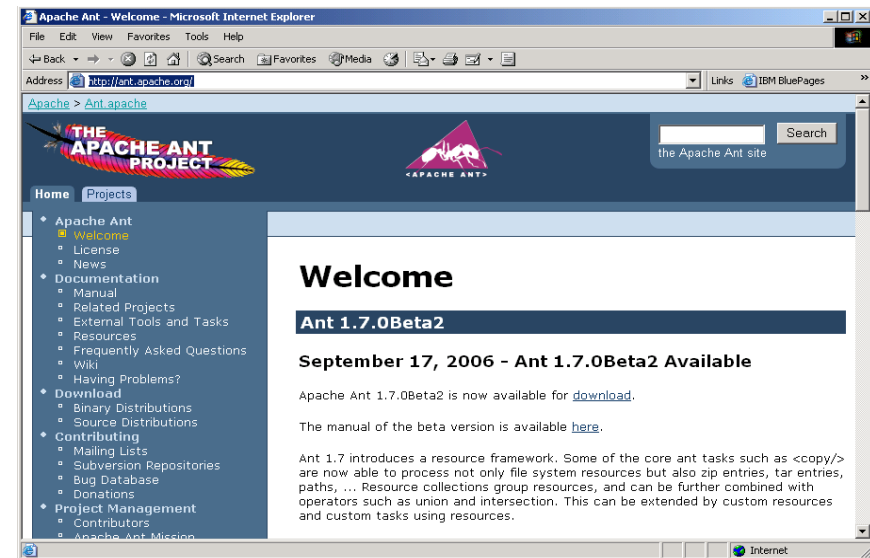 Apache Ant - Welcome - Microsoft Internet Explorer
File Edit View Favorites Tools Help
Back Search Favorites Media
Address http://ant.apache.org/ Links IBM BluePages »
Apache > Ant.apache
THE
APACHE ANT
PROJECT
<APACHE ANT>
Search
the Apache Ant site
Home Projects
Apache Ant
Welcome
License
News
Documentation
Manual
Related Projects
External Tools and Tasks
Resources
Frequently Asked Questions
Wiki
Having Problems?
Download
Binary Distributions
Source Distributions
Contributing
Mailing Lists
Subversion Repositories
Bug Database
Donations
Project Management
Contributors
Apache Ant Mission
Welcome
Ant 1.7.0Beta2
September 17, 2006 - Ant 1.7.0Beta2 Available
Apache Ant 1.7.0Beta2 is now available for download.
The manual of the beta version is available here.
Ant 1.7 introduces a resource framework. Some of the core ant tasks such as <copy/>
are now able to process not only file system resources but also zip entries, tar entries,
paths, ... Resource collections group resources, and can be further combined with
operators such as union and intersection. This can be extended by custom resources
and custom tasks using resources.
Internet